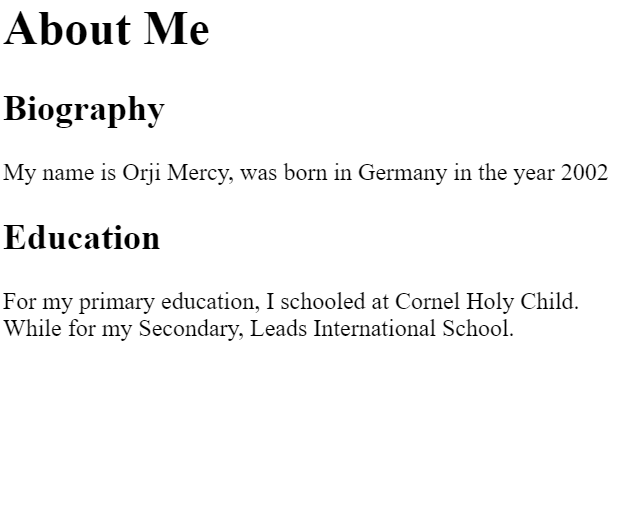 About Me
Biography
My name is Orji Mercy, was born in Germany in the year 2002
Education
For my primary education, I schooled at Cornel Holy Child.
While for my Secondary, Leads International School.